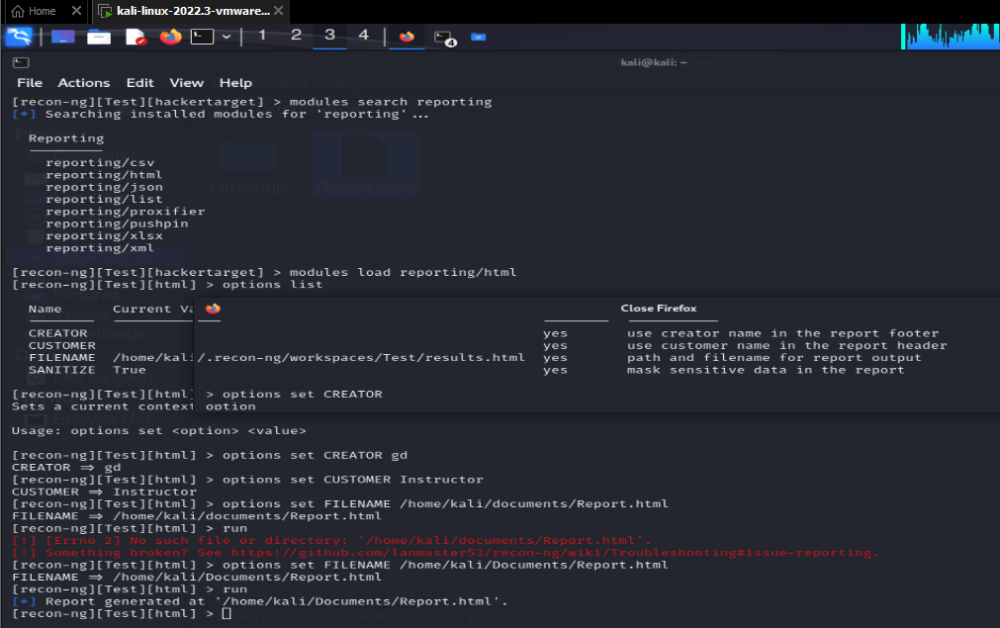 Home
kali-linux-2022.3-vmware...
1 2 3 4
4
kali@kali: ~
File Actions Edit View Help
[recon-ng][Test][hackertarget] > modules search reporting
[*] Searching installed modules for 'reporting'...
Reporting
Labsetup Report.html
reporting/csv
reporting/html
reporting/json
reporting/list
reporting/proxifier
reporting/pushpin
reporting/xlsx
reporting/xml
[recon-ng][Test][hackertarget] > modules load reporting/html
[recon-ng][Test][html] > options list
Name Current Va Close Firefox
CREATOR yes use creator name in the report footer
CUSTOMER yes use customer name in the report header
FILENAME /home/kali/.recon-ng/workspaces/Test/results.html yes path and filename for report output
SANITIZE True yes mask sensitive data in the report
[recon-ng][Test][html] > options set CREATOR
Sets a current context option
Usage: options set <option> <value>
[recon-ng][Test][html] > options set CREATOR gd
CREATOR ⇒ gd
[recon-ng][Test][html] > options set CUSTOMER Instructor
CUSTOMER ⇒ Instructor
[recon-ng][Test][html] > options set FILENAME /home/kali/documents/Report.html
FILENAME ⇒ /home/kali/documents/Report.html
[recon-ng][Test][html] > run
[!] [Errno 2] No such file or directory: '/home/kali/documents/Report.html'.
[!] Something broken? See https://github.com/lanmaster53/recon-ng/wiki/Troubleshooting#issue-reporting.
[recon-ng][Test][html] > options set FILENAME /home/kali/Documents/Report.html
FILENAME ⇒ /home/kali/Documents/Report.html
[recon-ng][Test][html] > run
[*] Report generated at '/home/kali/Documents/Report.html'.
[recon-ng][Test][html] >